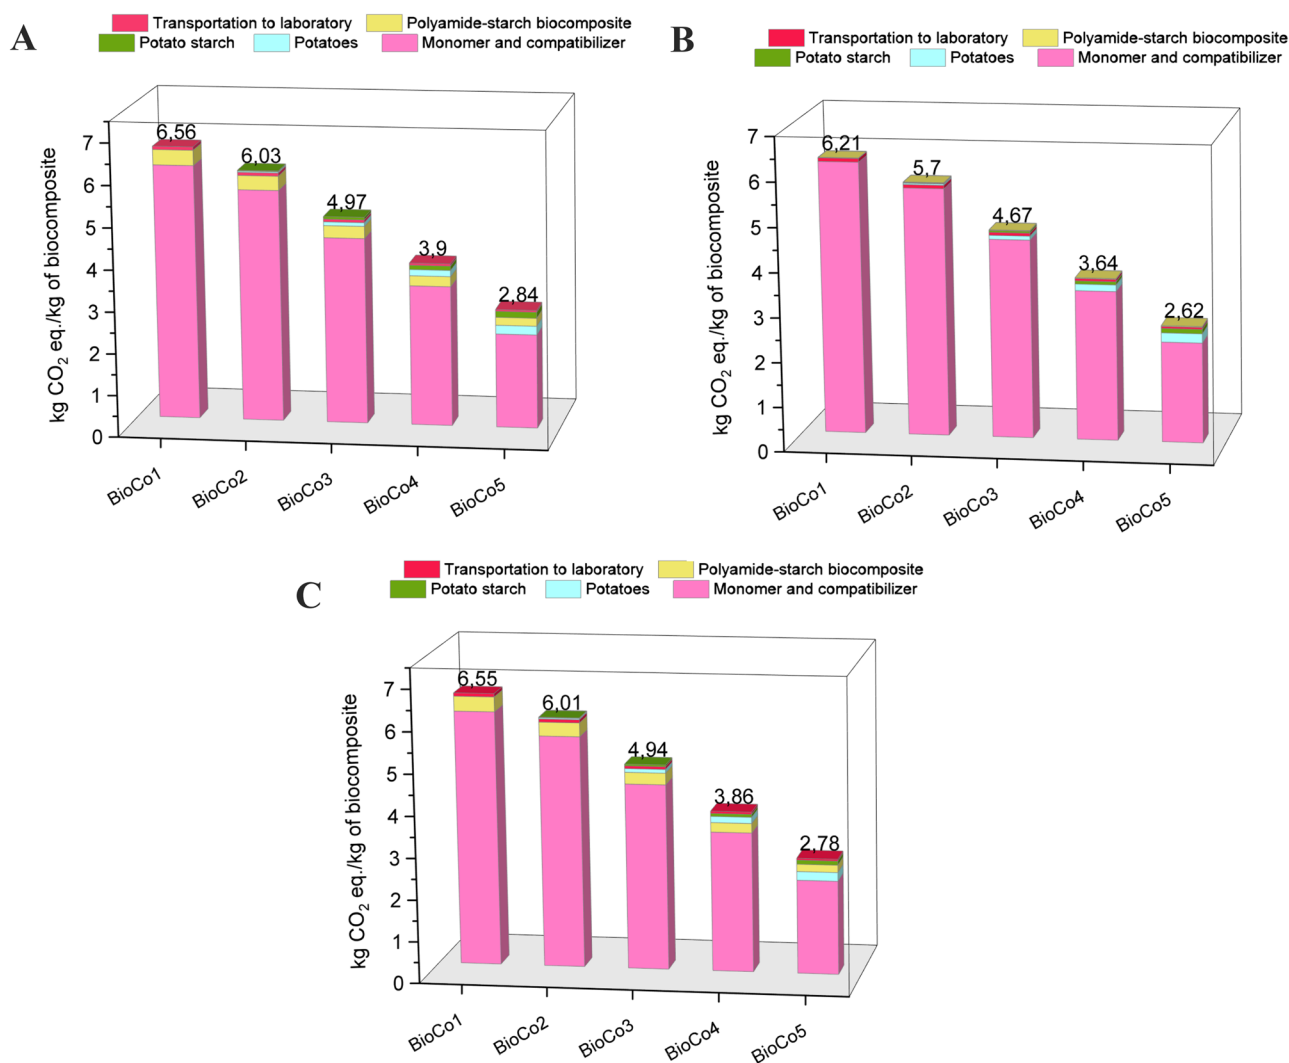 A
Transportation to laboratory Polyamide-starch biocomposite
Potato starch Potatoes Monomer and compatibilizer
kg CO₂ eq./kg of biocomposite
7
6
5
4
3
2
1
0
6,56
6,03
4,97
3,9
2,84
BioCo1
BioCo2
BioCo3
BioCo4
BioCo5
B
Transportation to laboratory Polyamide-starch biocomposite
Potato starch Potatoes Monomer and compatibilizer
kg CO₂ eq./kg of biocomposite
7
6
5
4
3
2
1
0
6,21
5,7
4,67
3,64
2,62
BioCo1
BioCo2
BioCo3
BioCo4
BioCo5
C
Transportation to laboratory Polyamide-starch biocomposite
Potato starch Potatoes Monomer and compatibilizer
kg CO₂ eq./kg of biocomposite
7
6
5
4
3
2
1
0
6,55
6,01
4,94
3,86
2,78
BioCo1
BioCo2
BioCo3
BioCo4
BioCo5